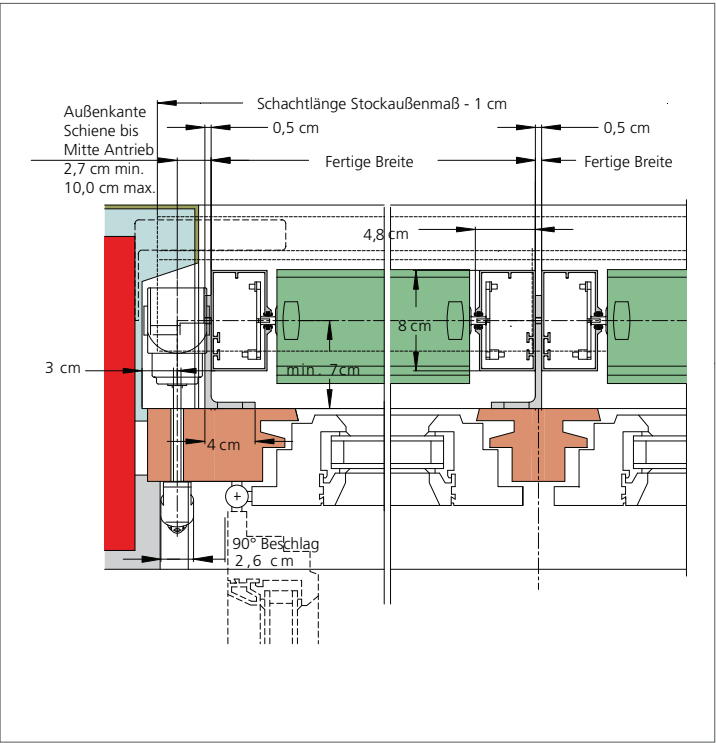 Schachtlänge Stockaußenmaß - 1 cm
Außenkante
Schiene bis
Mitte Antrieb
2,7 cm min.
10,0 cm max.
0,5 cm
0,5 cm
Fertige Breite
Fertige Breite
4,8 cm
8 cm
3 cm
min. 7cm
4 cm
90° Beschlag
2,6 cm